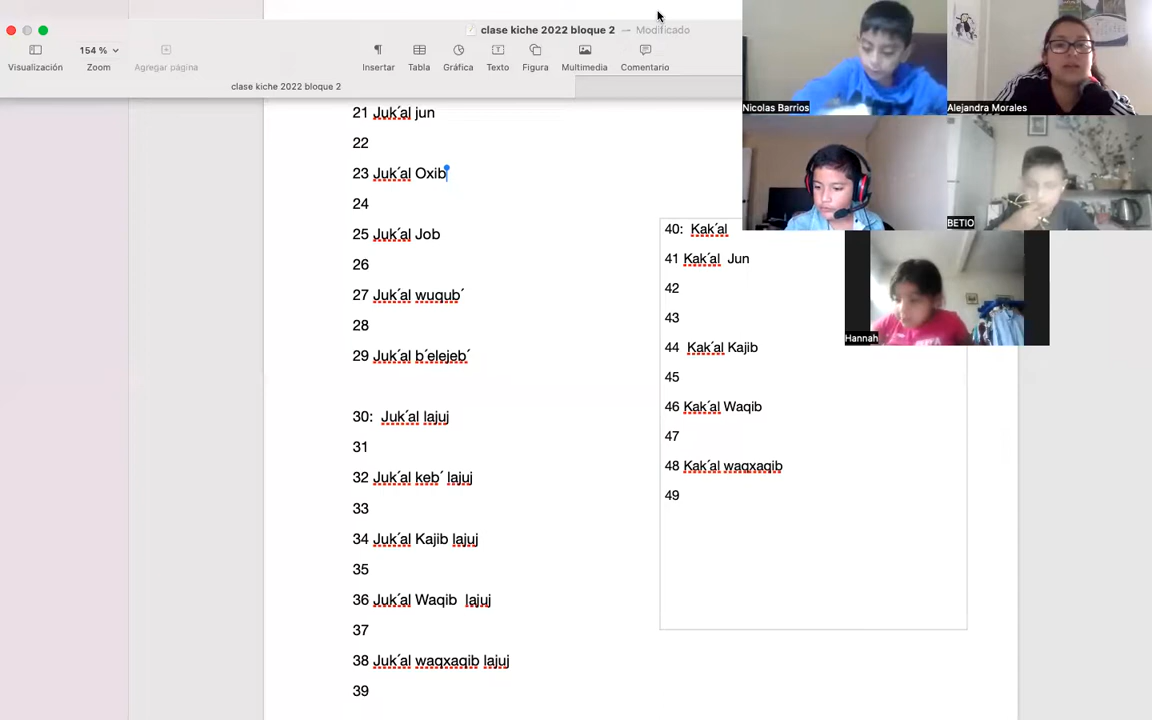 clase kiche 2022 bloque 2 — Modificado
154 %
Visualización Zoom Agregar página Insertar Tabla Gráfica Texto Figura Multimedia Comentario
clase kiche 2022 bloque 2
21 Juk´al jun
22
23 Juk´al Oxib
24
25 Juk´al Job
26
27 Juk´al wuqub´
28
29 Juk´al b´elejeb´
30: Juk´al lajuj
31
32 Juk´al keb´ lajuj
33
34 Juk´al Kajib lajuj
35
36 Juk´al Waqib lajuj
37
38 Juk´al waqxaqib lajuj
39
40: Kak´al
41 Kak´al Jun
42
43
44 Kak´al Kajib
45
46 Kak´al Waqib
47
48 Kak´al waqxaqib
49
Nicolas Barrios
Alejandra Morales
BETIO
Hannah